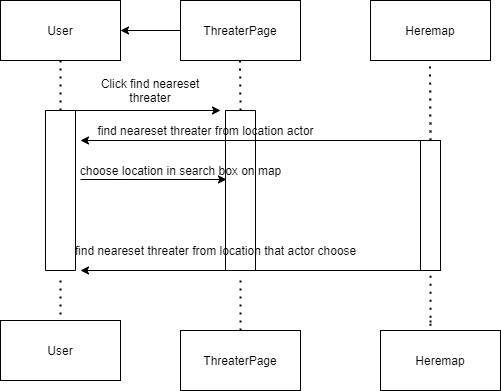 User
ThreaterPage
Heremap
Click find neareset
threater
find neareset threater from location actor
choose location in search box on map
find neareset threater from location that actor choose
User
ThreaterPage
Heremap